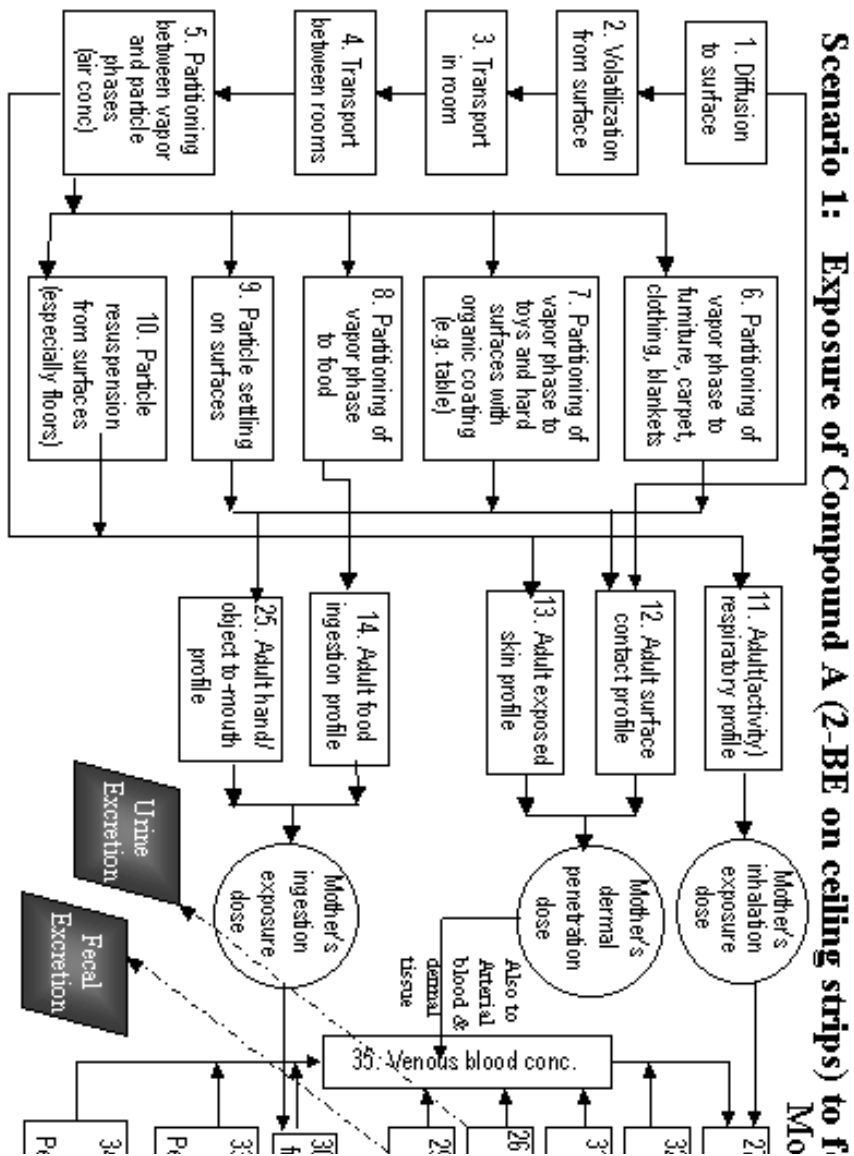 Scenario 1: Exposure of Compound A (2-BE on ceiling strips) to f
Mo
1. Diffusion
to surface
2. Volatilization
from surface
3. Transport
in room
4. Transport
between rooms
5. Partitioning
between vapor
and particle
phases
(air conc)
6. Partitioning of
vapor phase to
furniture, carpet,
clothing, blankets
7. Partitioning of
vapor phase to
toys and hard
surfaces with
organic coating
(e.g. table)
8. Partitioning of
vapor phase
to food
9. Particle settling
on surfaces
10. Particle
resuspension
from surfaces
(especially floors)
11. Adult(activity)
respiratory profile
12. Adult surface
contact profile
13. Adult exposed
skin profile
14. Adult food
ingestion profile
25. Adult hand/
object to-mouth
profile
Mother's
inhalation
exposure
dose
Mother's
dermal
penetration
dose
Mother's
ingestion
exposure
dose
Also to
Arterial
blood &
dermal
tissue
Urine
Excretion
Fecal
Excretion
35. Venous blood conc.
26
29
Pe
Pe